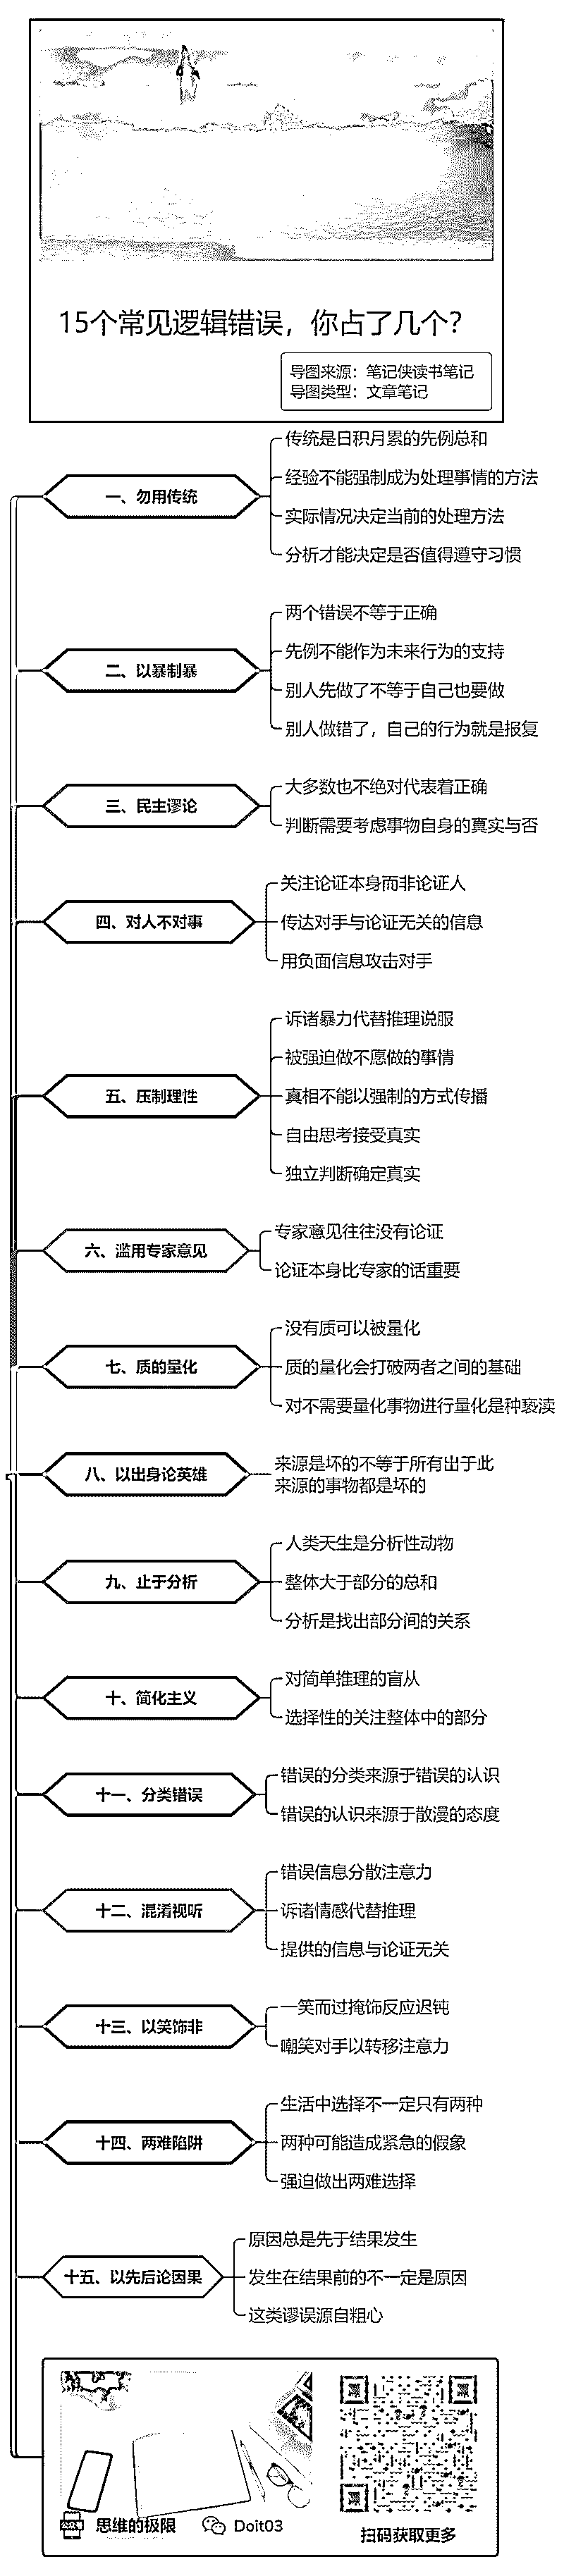 15个常见逻辑错误，你占了几个？
导图来源：笔记侠读书笔记
导图类型：文章笔记
一、勿用传统
传统是日积月累的先例总和
经验不能强制成为处理事情的方法
实际情况决定当前的处理方法
分析才能决定是否值得遵守习惯
二、以暴制暴
两个错误不等于正确
先例不能作为未来行为的支持
别人先做了不等于自己也要做
别人做错了，自己的行为就是报复
三、民主谬论
大多数也不绝对代表着正确
判断需要考虑事物自身的真实与否
四、对人不对事
关注论证本身而非论证人
传达对手与论证无关的信息
用负面信息攻击对手
五、压制理性
诉诸暴力代替推理说服
被强迫做不愿做的事情
真相不能以强制的方式传播
自由思考接受真实
独立判断确定真实
六、滥用专家意见
专家意见往往没有论证
论证本身比专家的话重要
七、质的量化
没有质可以被量化
质的量化会打破两者之间的基础
对不需要量化事物进行量化是种亵渎
八、以出身论英雄
来源是坏的不等于所有出于此
来源的事物都是坏的
九、止于分析
人类天生是分析性动物
整体大于部分的总和
分析是找出部分间的关系
十、简化主义
对简单推理的盲从
选择性的关注整体中的部分
十一、分类错误
错误的分类来源于错误的认识
错误的认识来源于散漫的态度
十二、混淆视听
错误信息分散注意力
诉诸情感代替推理
提供的信息与论证无关
十三、以笑饰非
一笑而过掩饰反应迟钝
嘲笑对手以转移注意力
十四、两难陷阱
生活中选择不一定只有两种
两种可能造成紧急的假象
强迫做出两难选择
十五、以先后论因果
原因总是先于结果发生
发生在结果前的不一定是原因
这类谬误源自粗心
思维的极限
Doit03
扫码获取更多